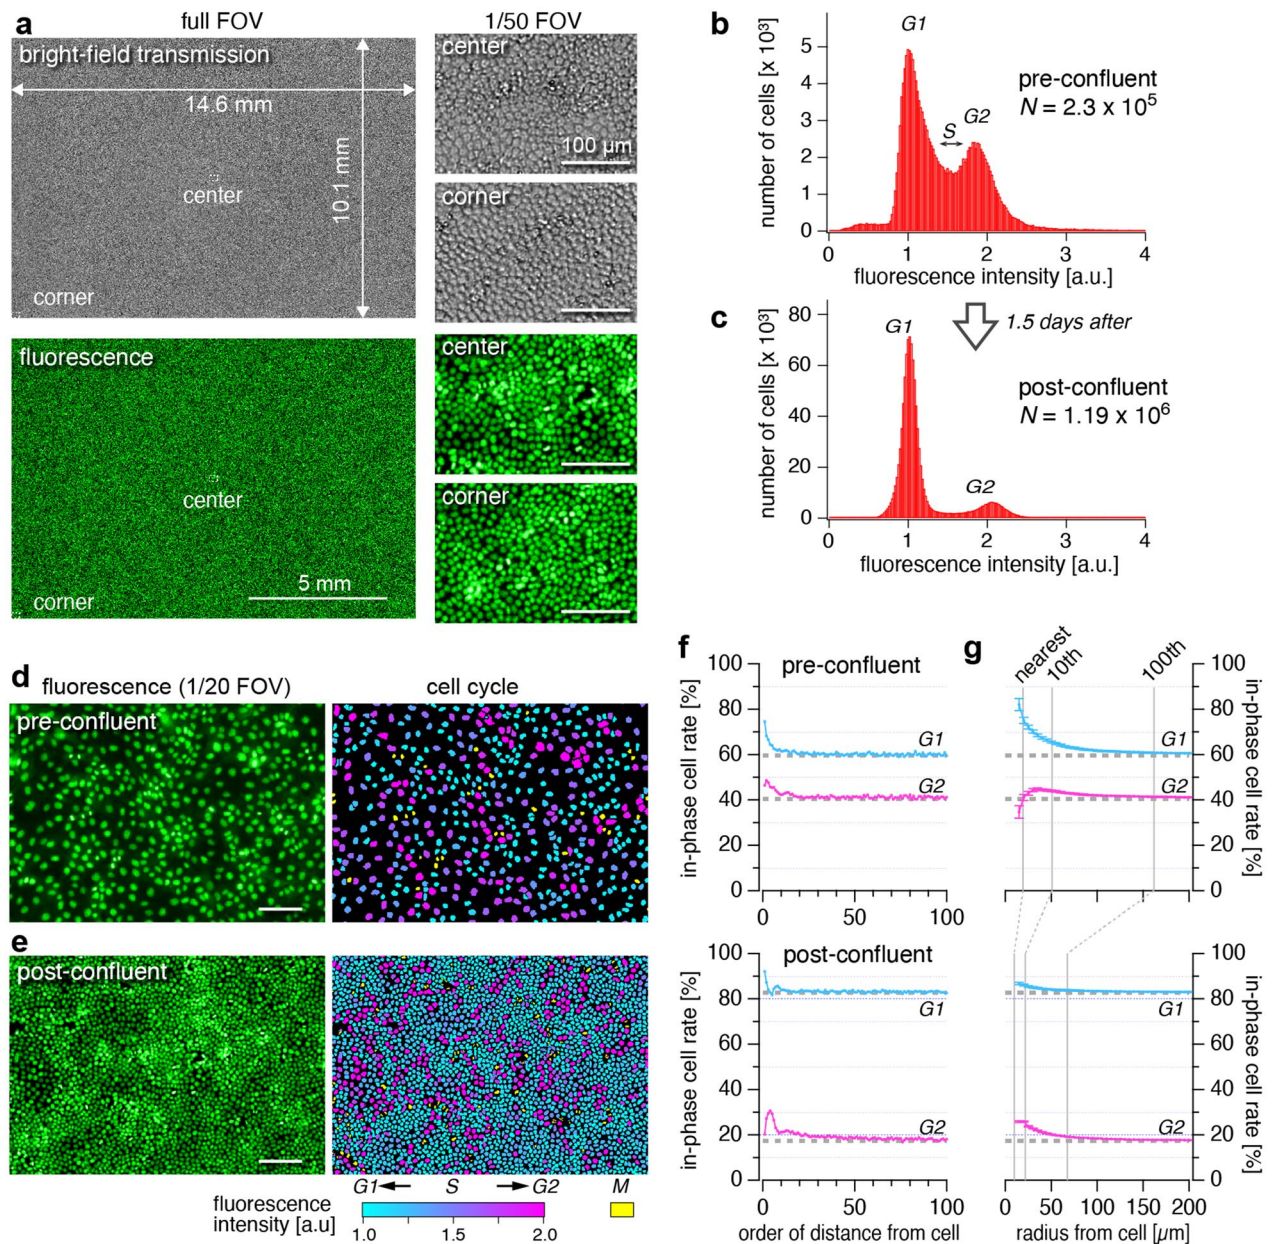 a
full FOV
1/50 FOV
bright-field transmission
14.6 mm
10.1 mm
center
corner
center
100 µm
corner
fluorescence
center
5 mm
corner
center
corner
b
number of cells [x 10³]
5
4
3
2
1
0
G1
S
G2
pre-confluent
N = 2.3 x 10⁵
0 1 2 3 4
fluorescence intensity [a.u.]
c
1.5 days after
number of cells [x 10³]
80
60
40
20
0
G1
G2
post-confluent
N = 1.19 x 10⁶
0 1 2 3 4
fluorescence intensity [a.u.]
d
fluorescence (1/20 FOV)
cell cycle
pre-confluent
e
post-confluent
G1 S G2 M
fluorescence
intensity [a.u]
1.0 1.5 2.0
f
in-phase cell rate [%]
100
80
60
40
20
0
pre-confluent
G1
G2
0 50 100
post-confluent
in-phase cell rate [%]
100
80
60
40
20
0
G1
G2
0 50 100
order of distance from cell
g
nearest
10th
100th
G1
G2
100
80
60
40
20
0
in-phase cell rate [%]
0 50 100 150 200
G1
G2
100
80
60
40
20
0
in-phase cell rate [%]
0 50 100 150 200
radius from cell [µm]